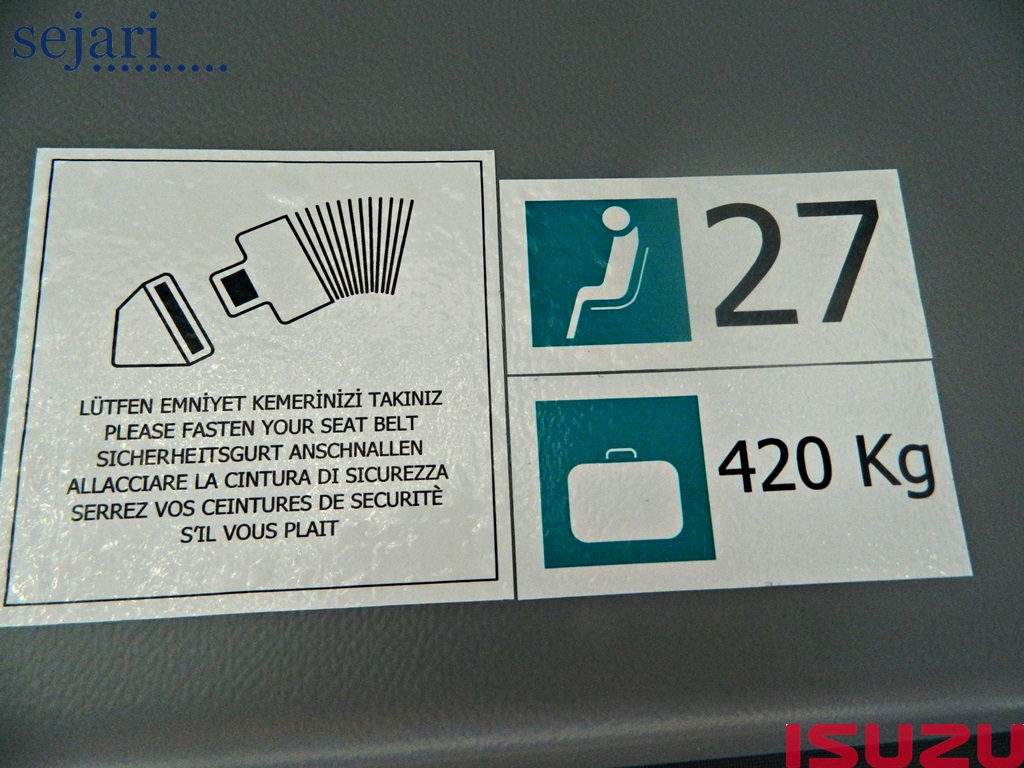 sejari..........
LÜTFEN EMNİYET KEMERİNİZİ TAKINIZ
PLEASE FASTEN YOUR SEAT BELT
SICHERHEITSGURT ANSCHNALLEN
ALLACCIARE LA CINTURA DI SICUREZZA
SERREZ VOS CEINTURES DE SECURITÈ
S'IL VOUS PLAIT
27
420 Kg
ISUZU